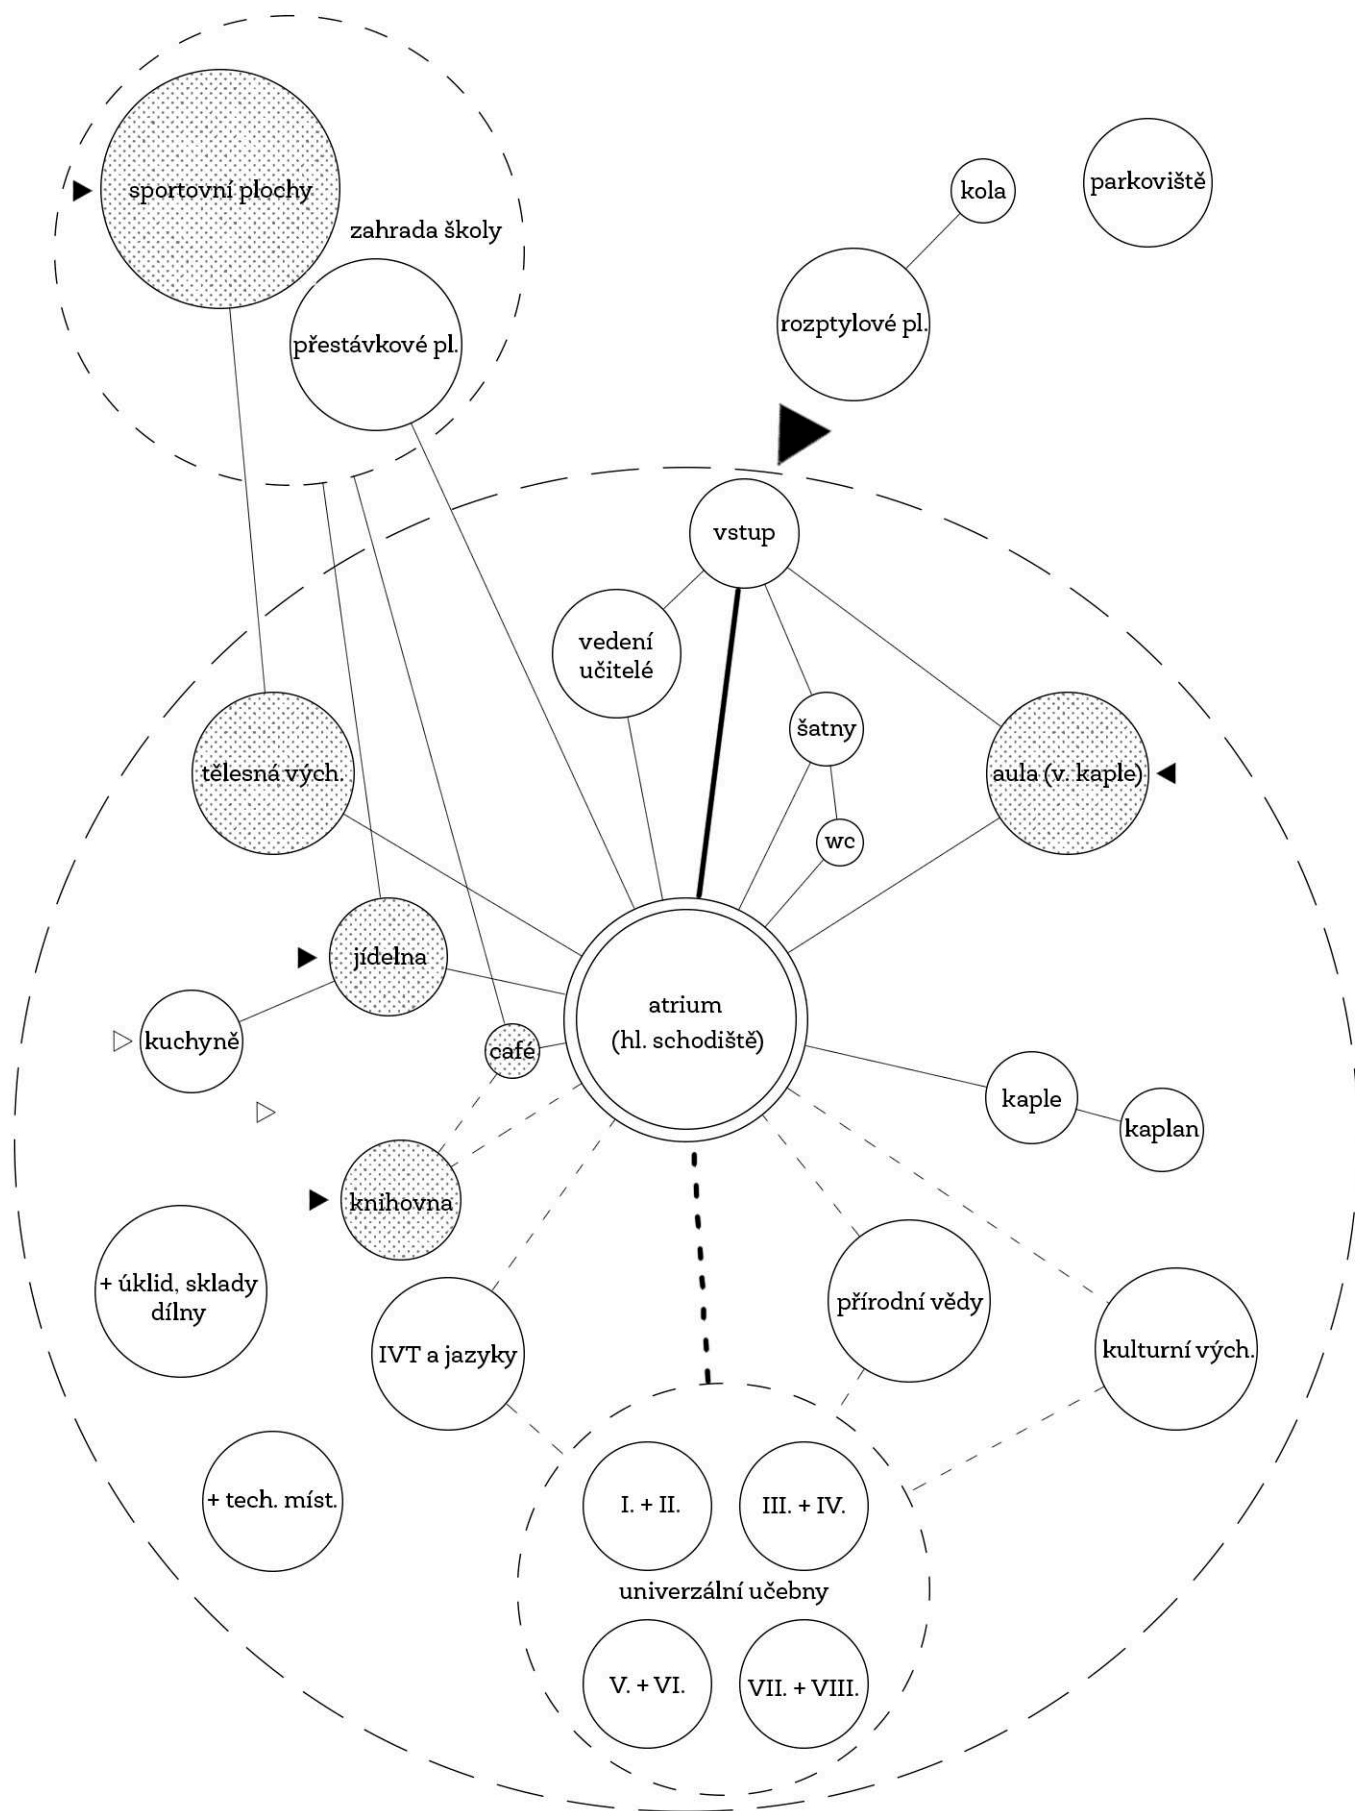 sportovní plochy
zahrada školy
přestávkové pl.
kola
parkoviště
rozptylové pl.
vstup
vedení
učitelé
šatny
wc
tělesná vých.
aula (v. kaple)
jídelna
kuchyně
café
atrium
(hl. schodiště)
kaple
kaplan
knihovna
+ úklid, sklady
dílny
IVT a jazyky
přírodní vědy
kulturní vých.
+ tech. míst.
I. + II.
III. + IV.
univerzální učebny
V. + VI.
VII. + VIII.